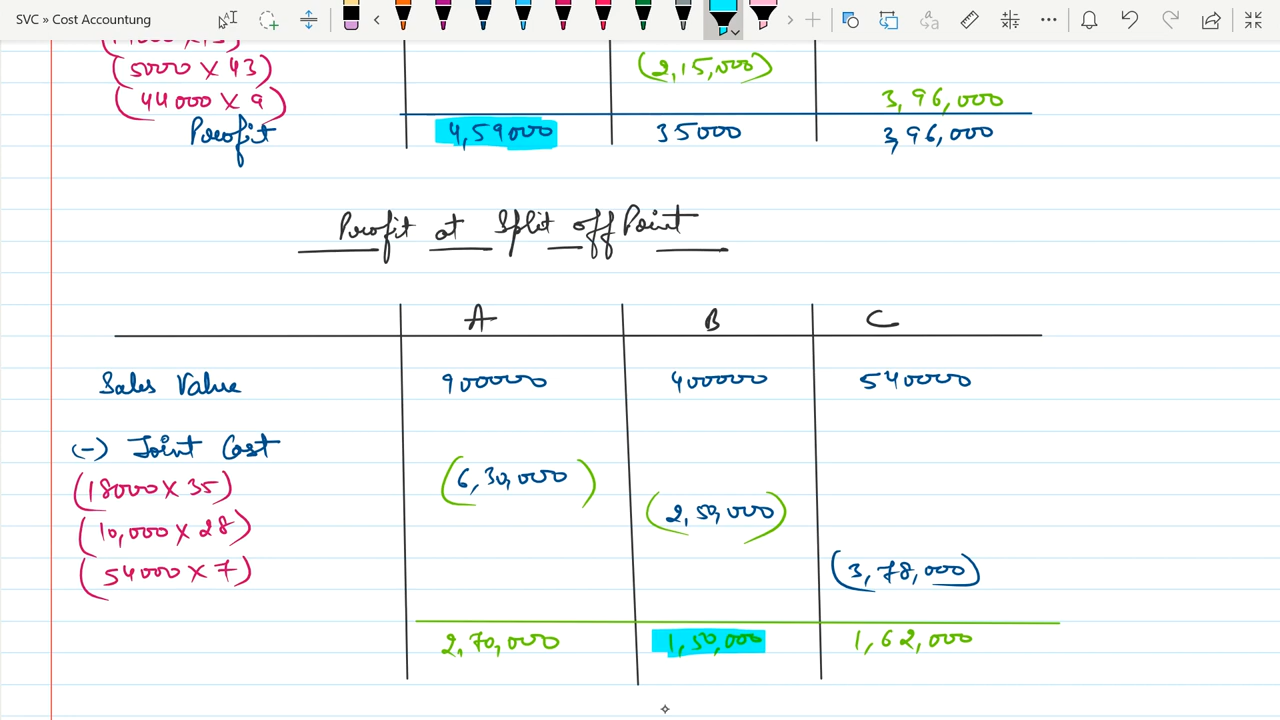 SVC » Cost Accountung
(5000 × 43) (2,15,000)
(44000 × 9) 3,96,000
Profit 4,59000 35000 3,96,000
Profit at Split off Point
A B C
Sales Value 900000 400000 540000
(-) Joint Cost
(18000 × 35) (6,30,000)
(10,000 × 28) (2,50,000)
(54000 × 7) (3,78,000)
2,70,000 1,50,000 1,62,000